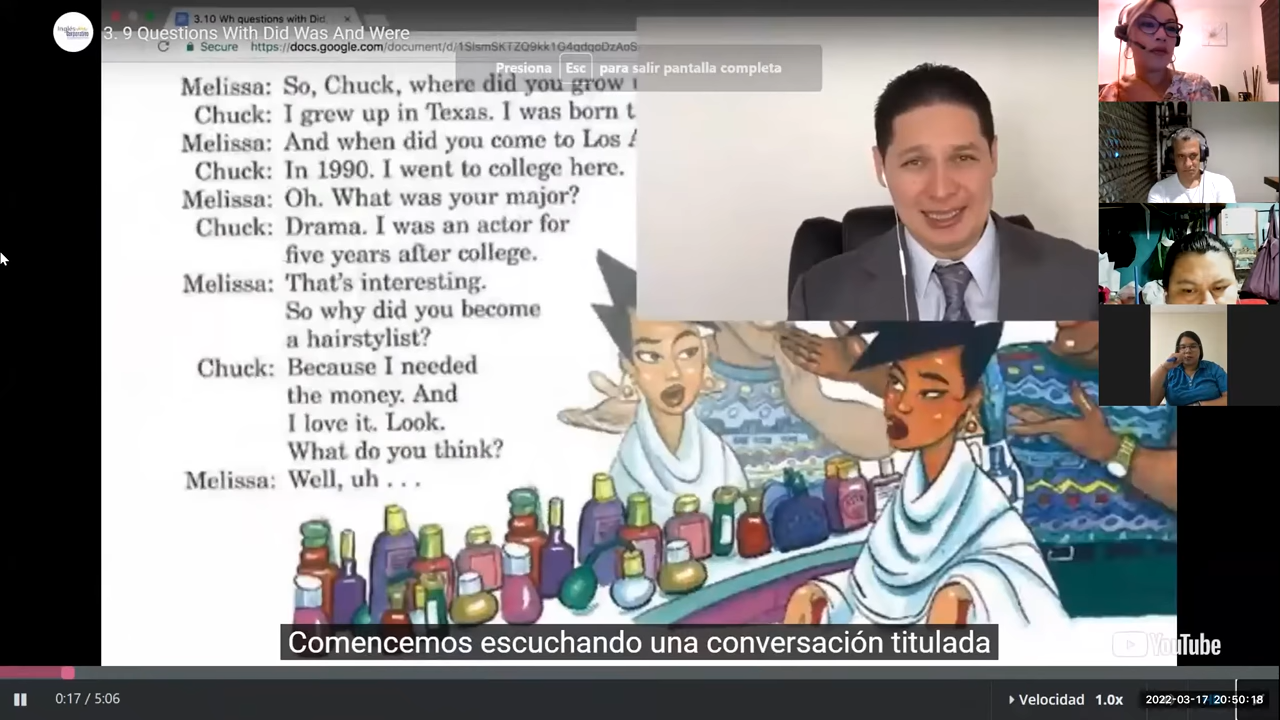 3.10 Wh questions with Did
3. 9 Questions With Did Was And Were
Secure
https://docs.google.com/document/d/1SlsmSKTZQ9kk1G4qdqoDzAoS
Presiona Esc para salir pantalla completa
Melissa: So, Chuck, where did you grow
Chuck: I grew up in Texas. I was born
Melissa: And when did you come to Los
Chuck: In 1990. I went to college here.
Melissa: Oh. What was your major?
Chuck: Drama. I was an actor for
five years after college.
Melissa: That's interesting.
So why did you become
a hairstylist?
Chuck: Because I needed
the money. And
I love it. Look.
What do you think?
Melissa: Well, uh . . .
Comencemos escuchando una conversación titulada
YouTube
0:17 / 5:06
Velocidad 1.0x
2022-03-17 20:50:18